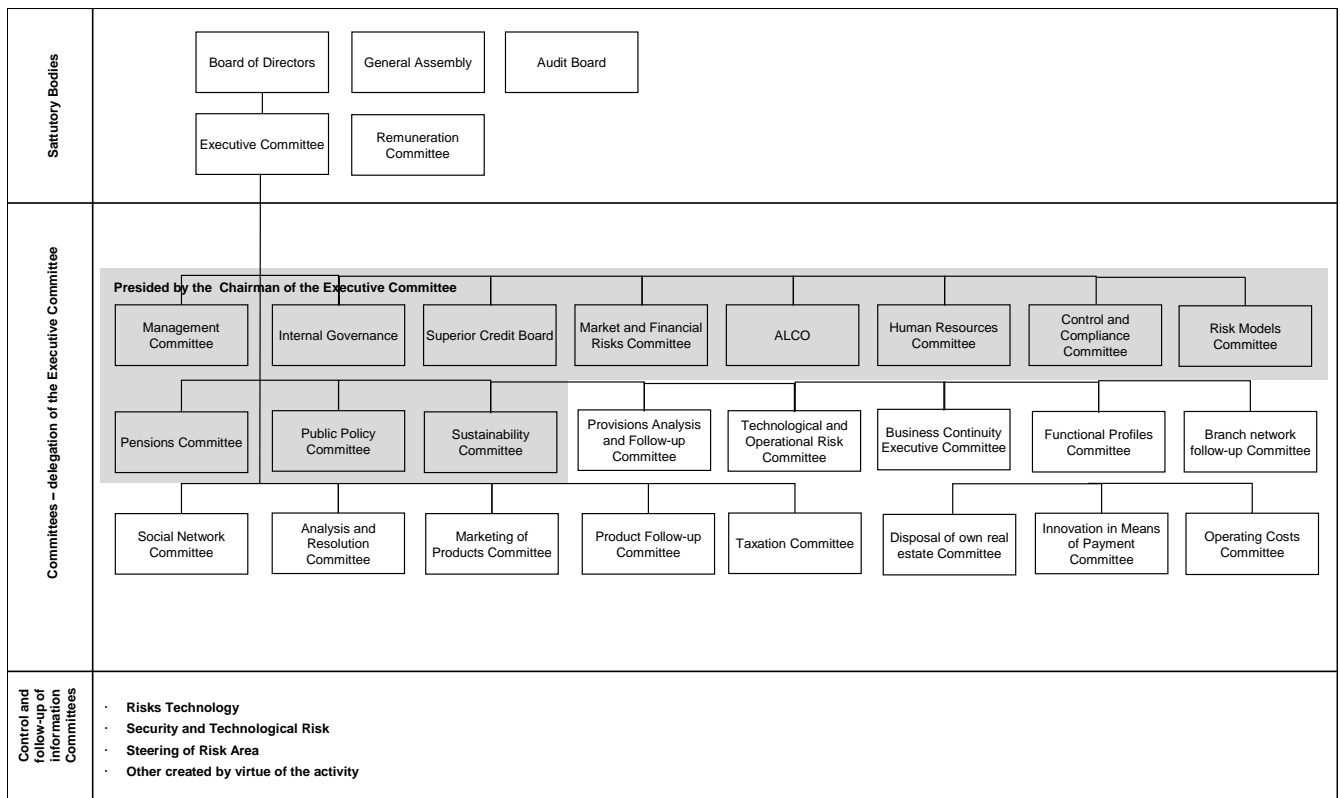 Sattutory Bodies
Board of Directors
General Assembly
Audit Board
Executive Committee
Remuneration
Committee
Committees – delegation of the Executive Committee
Presided by the Chairman of the Executive Committee
Management
Committee
Internal Governance
Superior Credit Board
Market and Financial
Risks Committee
ALCO
Human Resources
Committee
Control and
Compliance
Committee
Risk Models
Committee
Pensions Committee
Public Policy
Committee
Sustainability
Committee
Provisions Analysis
and Follow-up
Committee
Technological and
Operational Risk
Committee
Business Continuity
Executive Committee
Functional Profiles
Committee
Branch network
follow-up Committee
Social Network
Committee
Analysis and
Resolution
Committee
Marketing of
Products Committee
Product Follow-up
Committee
Taxation Committee
Disposal of own real
estate Committee
Innovation in Means
of Payment
Committee
Operating Costs
Committee
Control and
follow-up of
information
Committees
· Risks Technology
· Security and Technological Risk
· Steering of Risk Area
· Other created by virtue of the activity